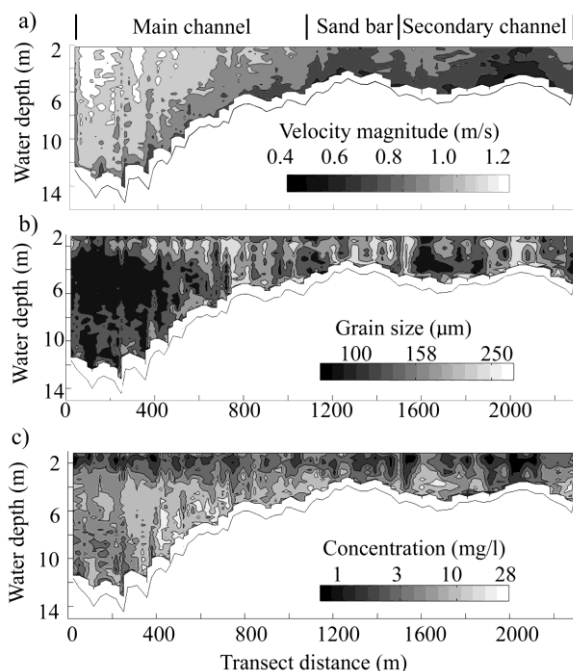 Main channel Sand bar Secondary channel
a)
2
6
10
14
Water depth (m)
Velocity magnitude (m/s)
0.4 0.6 0.8 1.0 1.2
b)
2
6
10
14
Water depth (m)
Grain size (μm)
100 158 250
0 400 800 1200 1600 2000
c)
2
6
10
14
Water depth (m)
Concentration (mg/l)
1 3 10 28
0 400 800 1200 1600 2000
Transect distance (m)